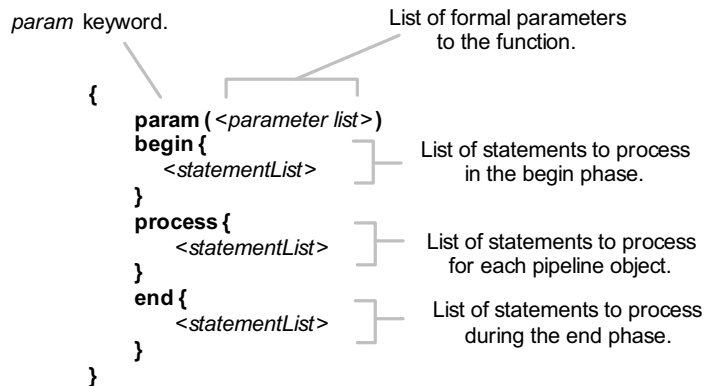 param keyword.
List of formal parameters
to the function.
{
param ( <parameter list> )
begin {
<statementList>
}
List of statements to process
in the begin phase.
process {
<statementList>
}
List of statements to process
for each pipeline object.
end {
<statementList>
}
List of statements to process
during the end phase.
}